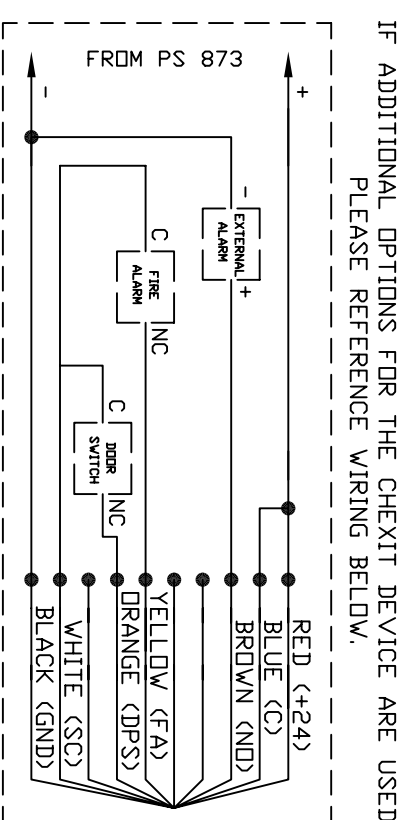 IF ADDITIONAL OPTIONS FOR THE CHEXIT DEVICE ARE USED
PLEASE REFERENCE WIRING BELOW.
FROM PS 873
+
-
-
EXTERNAL
ALARM
+
C
FIRE
ALARM
NC
C
DOOR
SWITCH
NC
RED (+24)
BLUE (C)
BROWN (NO)
YELLOW (FA)
ORANGE (DPS)
WHITE (SC)
BLACK (GND)